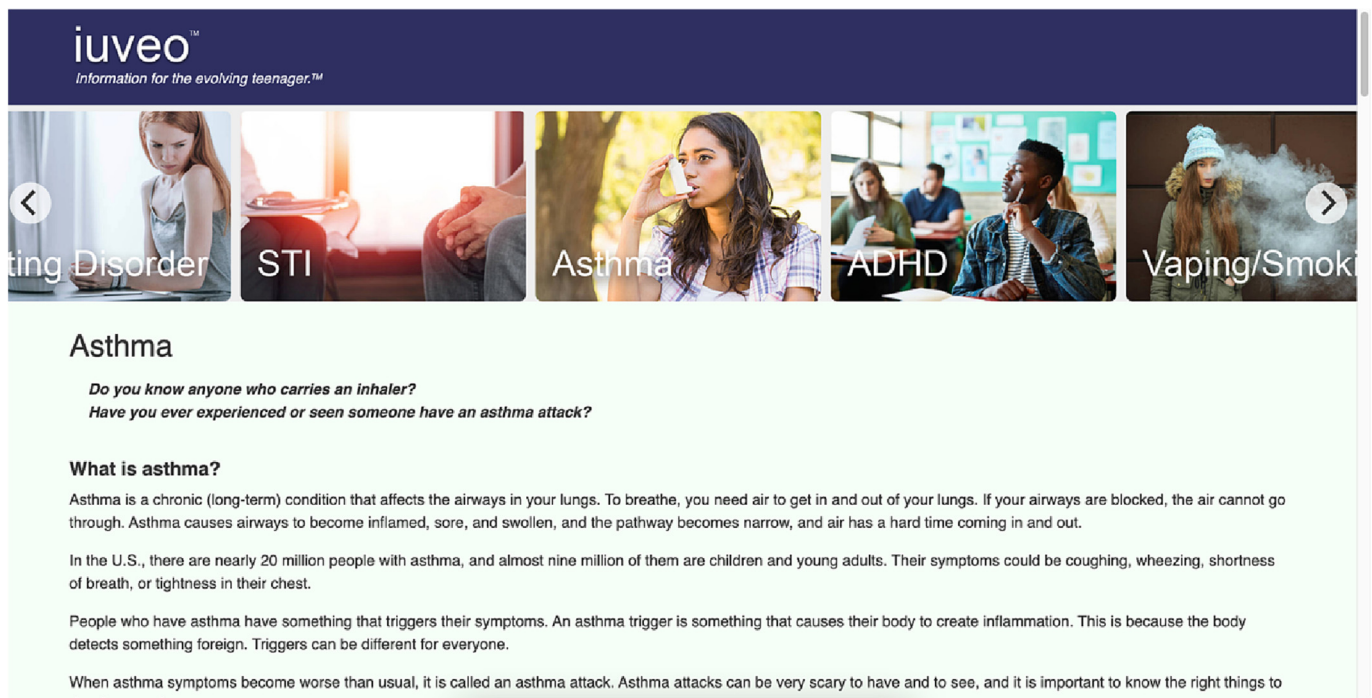 iuveo™
Information for the evolving teenager.™
ting Disorder
STI
Asthma
ADHD
Vaping/Smoki
Asthma
Do you know anyone who carries an inhaler?
Have you ever experienced or seen someone have an asthma attack?
What is asthma?
Asthma is a chronic (long-term) condition that affects the airways in your lungs. To breathe, you need air to get in and out of your lungs. If your airways are blocked, the air cannot go
through. Asthma causes airways to become inflamed, sore, and swollen, and the pathway becomes narrow, and air has a hard time coming in and out.
In the U.S., there are nearly 20 million people with asthma, and almost nine million of them are children and young adults. Their symptoms could be coughing, wheezing, shortness
of breath, or tightness in their chest.
People who have asthma have something that triggers their symptoms. An asthma trigger is something that causes their body to create inflammation. This is because the body
detects something foreign. Triggers can be different for everyone.
When asthma symptoms become worse than usual, it is called an asthma attack. Asthma attacks can be very scary to have and to see, and it is important to know the right things to